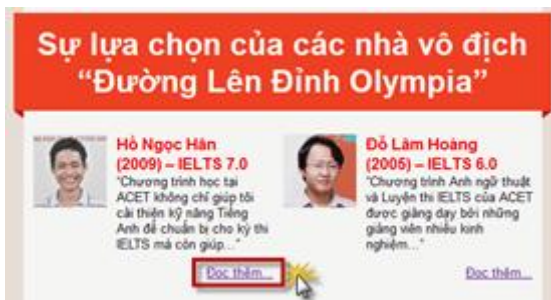 Sự lựa chọn của các nhà vô địch
“Đường Lên Đỉnh Olympia”
Hồ Ngọc Hân
(2009) – IELTS 7.0
“Chương trình học tại
ACET không chỉ giúp tôi
cải thiện kỹ năng Tiếng
Anh để chuẩn bị cho kỳ thi
IELTS mà còn giúp...”
Đọc thêm...
Đỗ Lâm Hoàng
(2005) – IELTS 6.0
“Chương trình Anh ngữ thuật
và Luyện thi IELTS của ACET
được giảng dạy bởi những
giảng viên nhiều kinh
nghiệm...”
Đọc thêm...